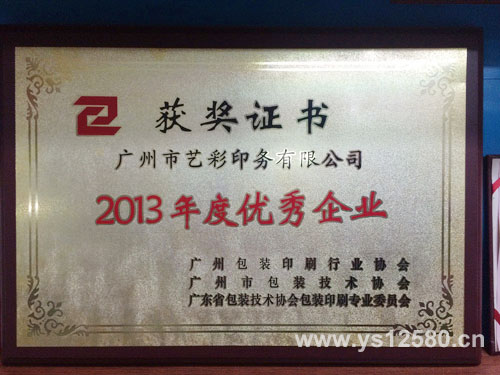 获奖证书
广州市艺彩印务有限公司
2013年度优秀企业
广州包装印刷行业协会
广州市包装技术协会
广东省包装技术协会包装印刷专业委员会
www.ys12580.cn